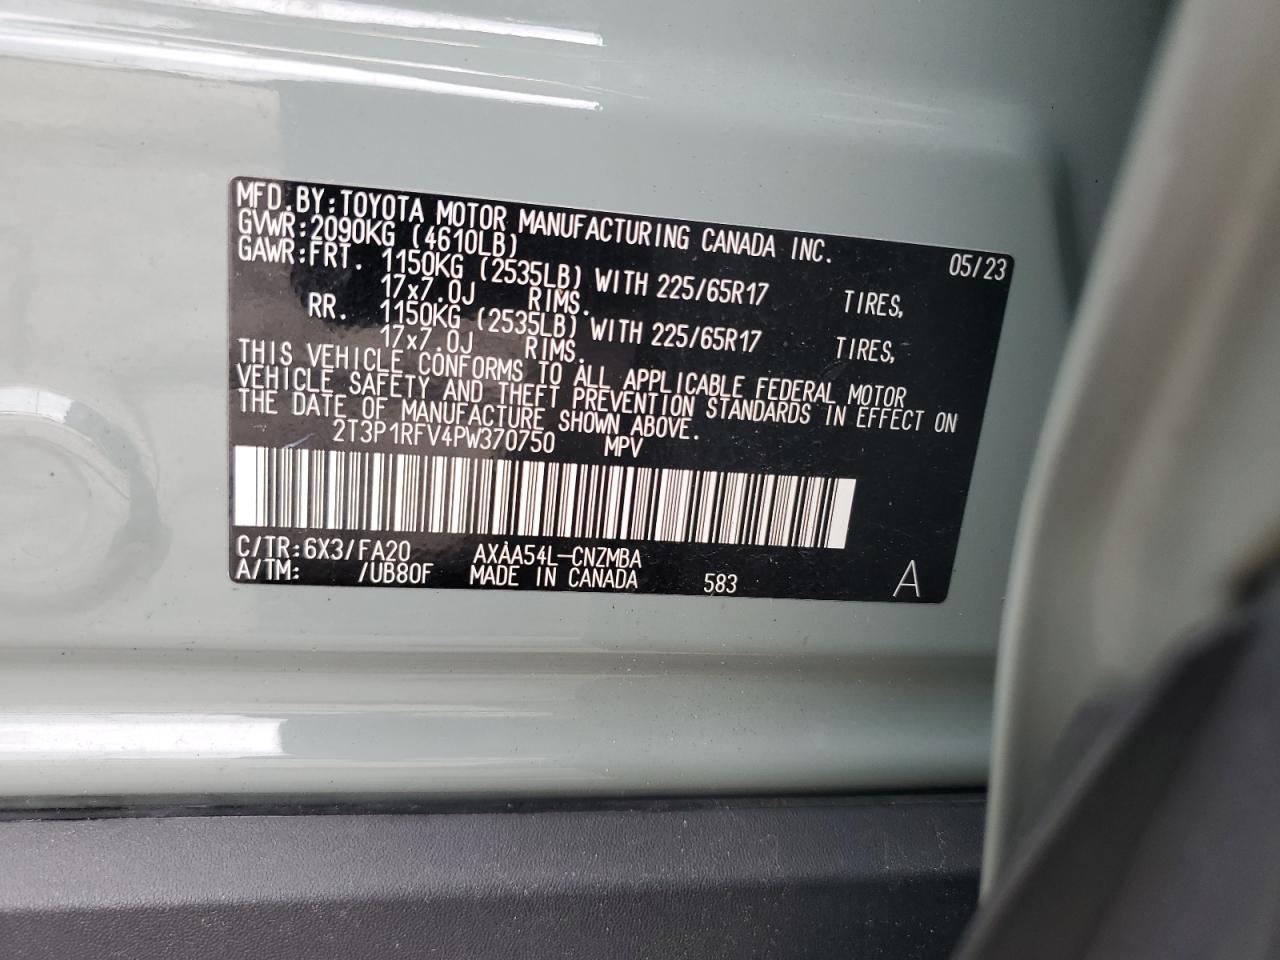 MFD.BY:TOYOTA MOTOR MANUFACTURING CANADA INC. 05/23
GVWR:2090KG (4610LB)
GAWR:FRT. 1150KG (2535LB) WITH 225/65R17 TIRES,
17x7.0J RIMS.
RR. 1150KG (2535LB) WITH 225/65R17 TIRES,
17x7.0J RIMS.
THIS VEHICLE CONFORMS TO ALL APPLICABLE FEDERAL MOTOR
VEHICLE SAFETY AND THEFT PREVENTION STANDARDS IN EFFECT ON
THE DATE OF MANUFACTURE SHOWN ABOVE.
2T3P1RFV4PW370750 MPV
C/TR:6X3/FA20 AXAA54L-CNZMBA
A/TM: /UB80F MADE IN CANADA 583 A